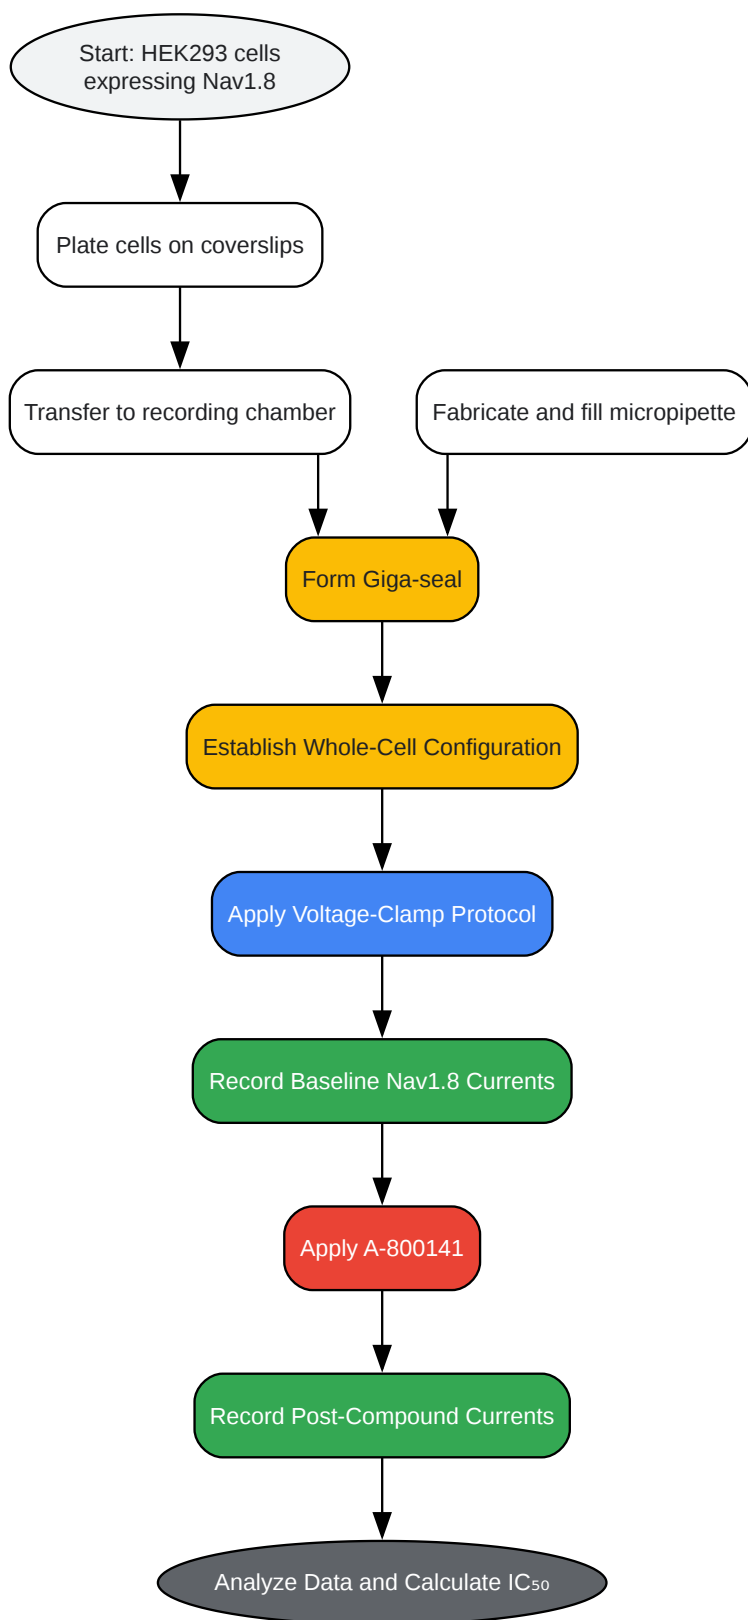 Start: HEK293 cells
expressing Nav1.8
Plate cells on coverslips
Transfer to recording chamber
Fabricate and fill micropipette
Form Giga-seal
Establish Whole-Cell Configuration
Apply Voltage-Clamp Protocol
Record Baseline Nav1.8 Currents
Apply A-800141
Record Post-Compound Currents
Analyze Data and Calculate IC₅₀